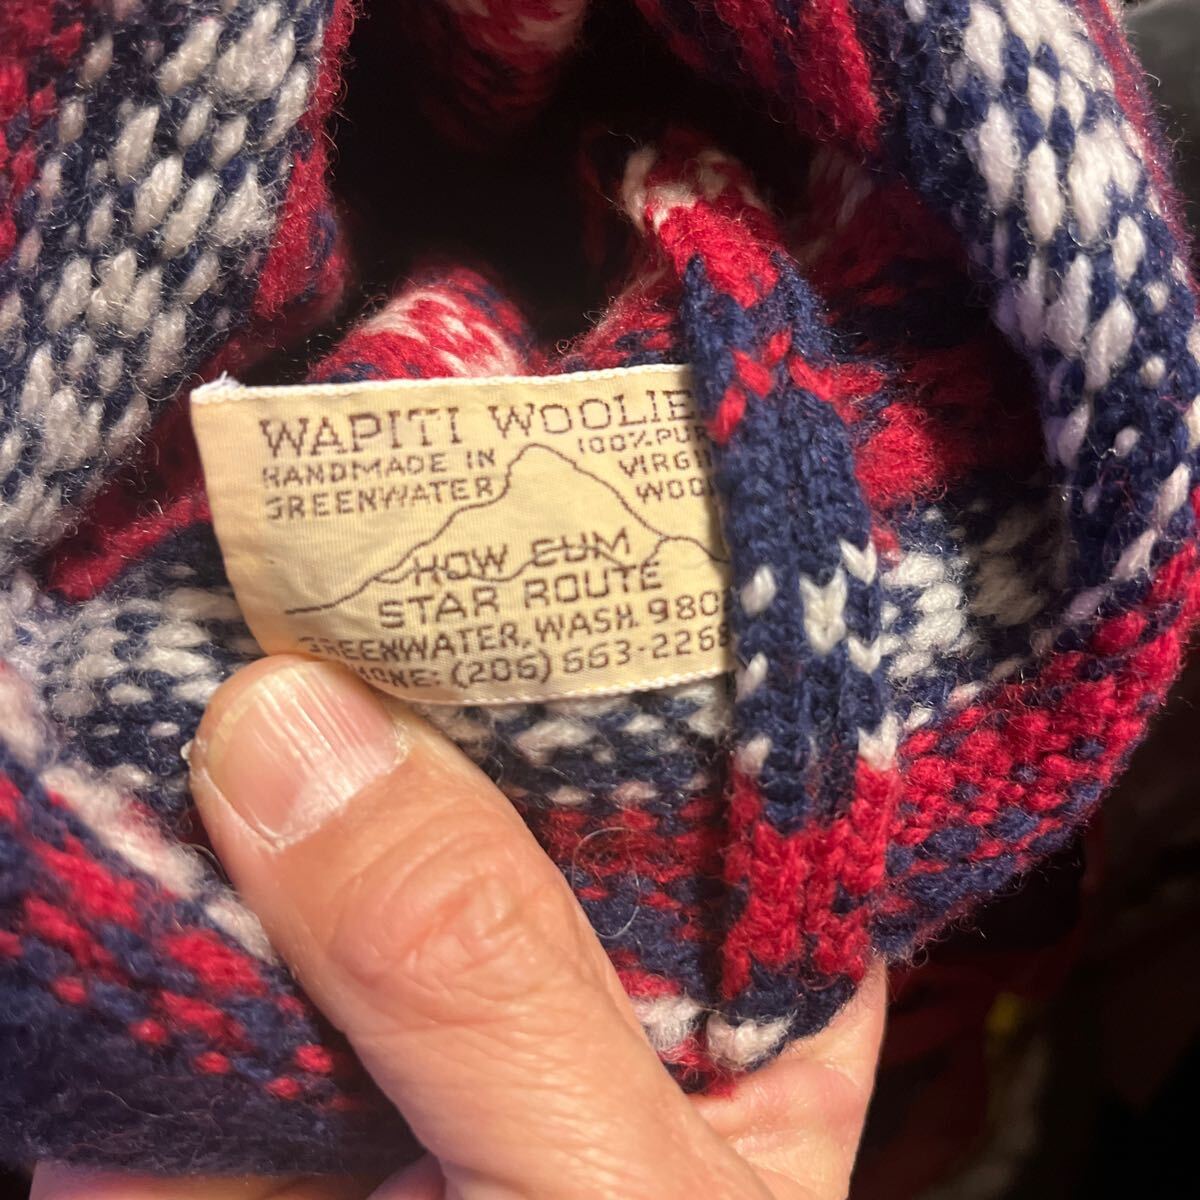 WAPITI WOOLIE
HANDMADE IN
GREENWATER
100% PUR
VIRGI
WOO
HOW CUM
STAR ROUTE
GREENWATER, WASH. 980
PHONE: (206) 663-2268